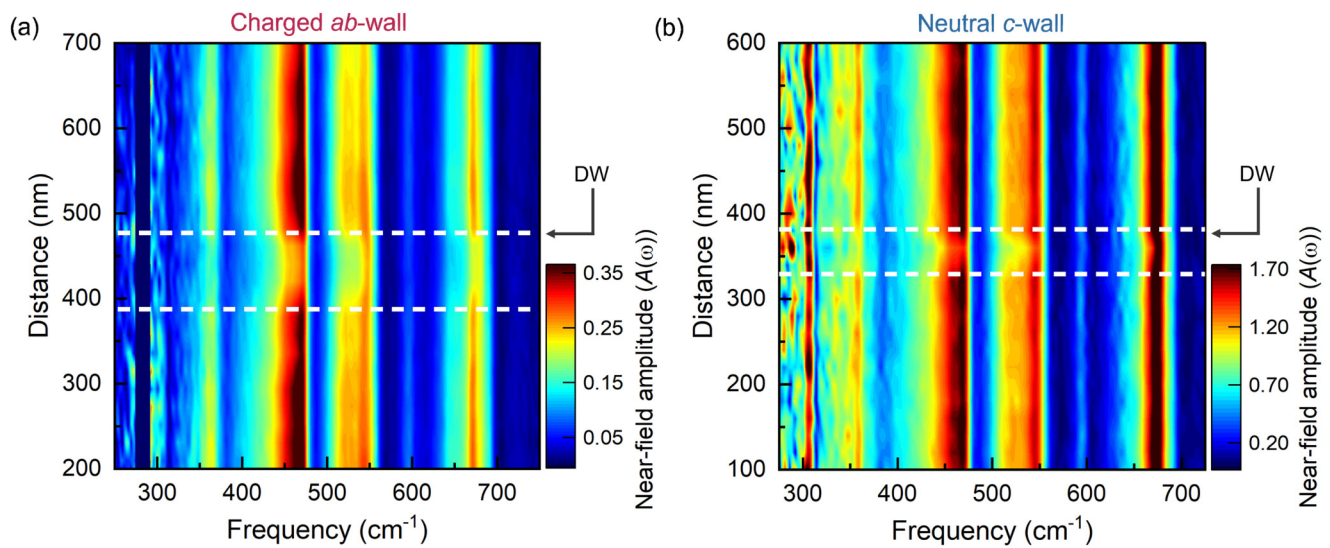 (a)
Charged ab-wall
700
600
500
400
300
200
Distance (nm)
300
400
500
600
700
Frequency (cm⁻¹)
DW
0.35
0.25
0.15
0.05
Near-field amplitude (A(ω))
(b)
Neutral c-wall
600
500
400
300
200
100
Distance (nm)
300
400
500
600
700
Frequency (cm⁻¹)
DW
1.70
1.20
0.70
0.20
Near-field amplitude (A(ω))